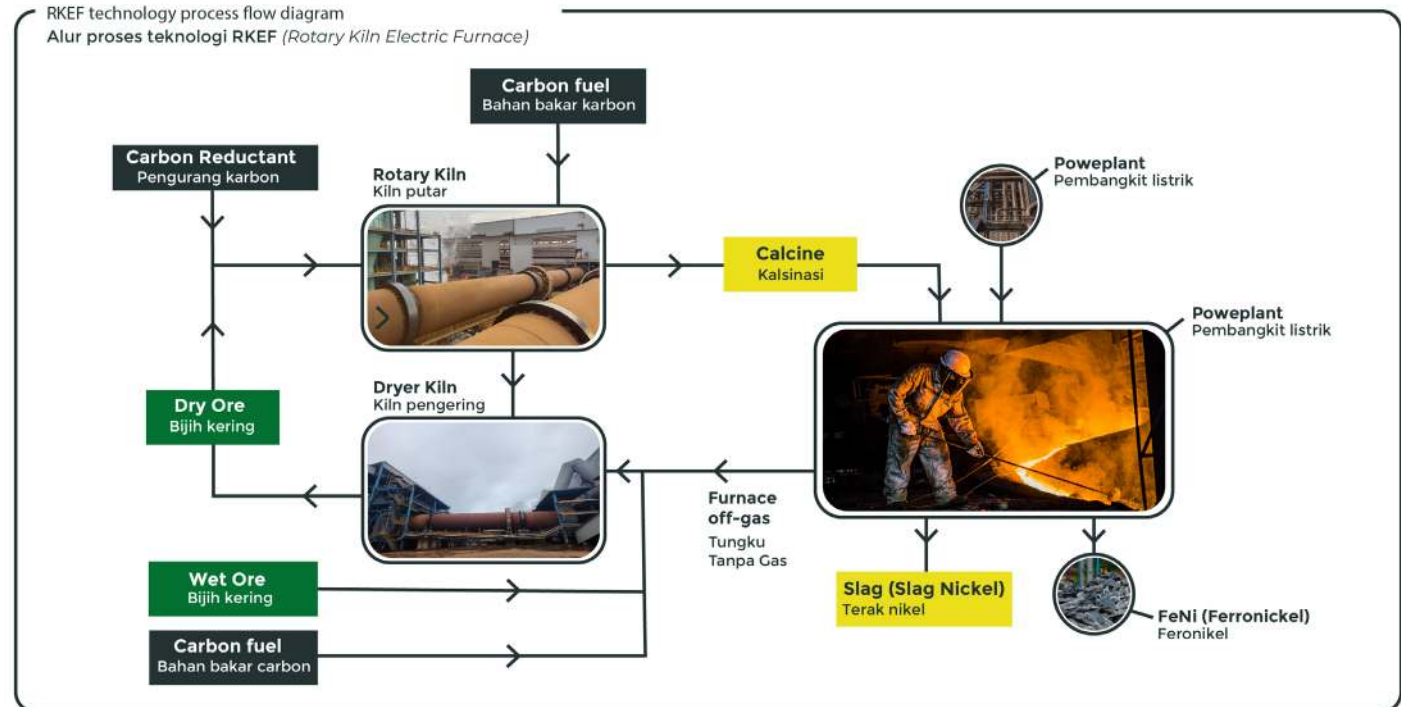 RKEF technology process flow diagram
Alur proses teknologi RKEF (Rotary Kiln Electric Furnace)
Carbon fuel
Bahan bakar karbon
Carbon Reductant
Pengurang karbon
Rotary Kiln
Kiln putar
Poweplant
Pembangkit listrik
Calcine
Kalsinasi
Poweplant
Pembangkit listrik
Dryer Kiln
Kiln pengering
Dry Ore
Bijih kering
Furnace
off-gas
Tungku
Tanpa Gas
Wet Ore
Bijih kering
Slag (Slag Nickel)
Terak nikel
FeNi (Ferronickel)
Feronikel
Carbon fuel
Bahan bakar carbon